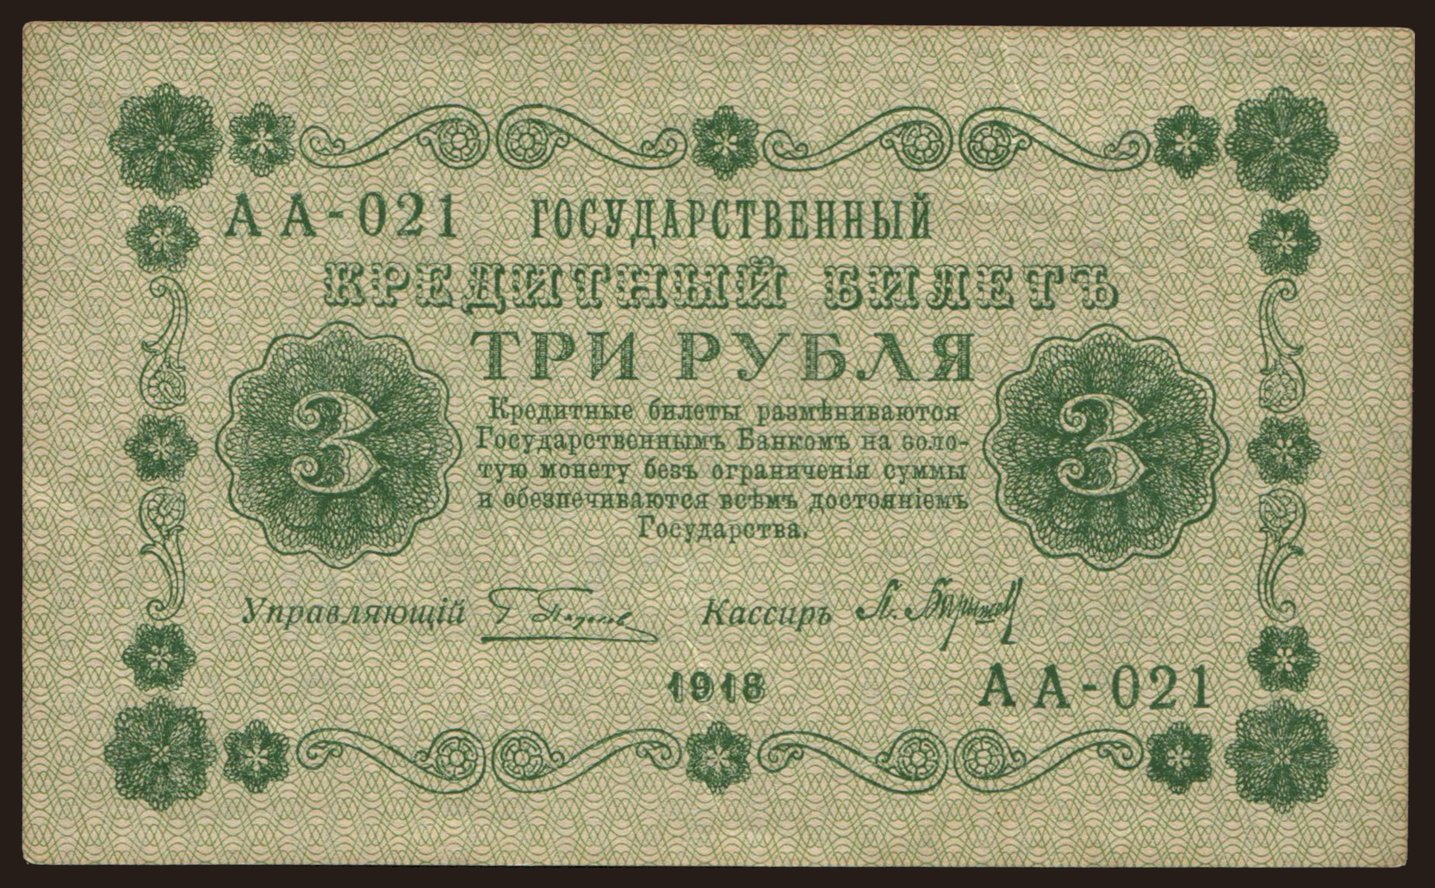 АА-021 ГОСУДАРСТВЕННЫЙ
КРЕДИТНЫЙ БИЛЕТЪ
ТРИ РУБЛЯ
3 3
Кредитные билеты размѣниваются
Государственнымъ Банкомъ на золо-
тую монету безъ ограниченія суммы
и обезпечиваются всѣмъ достояніемъ
Государства.
Управляющій Кассиръ
1918
АА-021